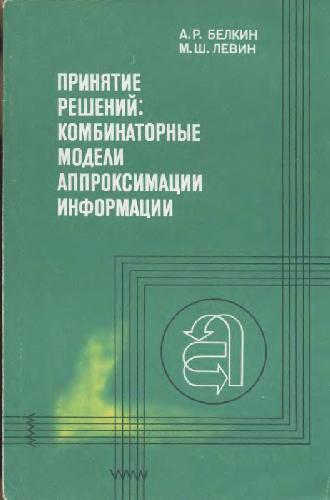 А. Р. БЕЛКИН
М. Ш. ЛЕВИН
ПРИНЯТИЕ
РЕШЕНИЙ:
КОМБИНАТОРНЫЕ
МОДЕЛИ
АППРОКСИМАЦИИ
ИНФОРМАЦИИ